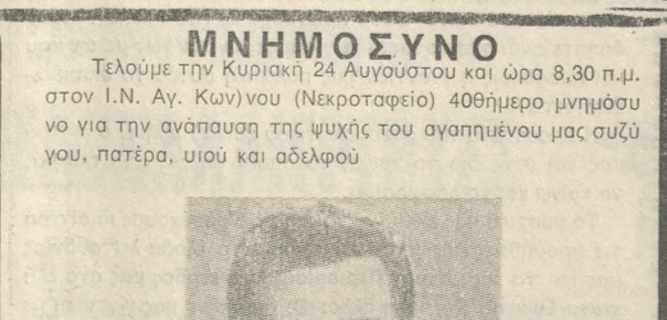 ΜΝΗΜΟΣΥΝΟ
Τελούμε την Κυριακή 24 Αυγούστου και ώρα 8,30 π.μ.
στον Ι.Ν. Αγ. Κων)νου (Νεκροταφείο) 40θήμερο μνημόσυ
νο για την ανάπαυση της ψυχής του αγαπημένου μας συζύ
γου, πατέρα, υιού και αδελφού